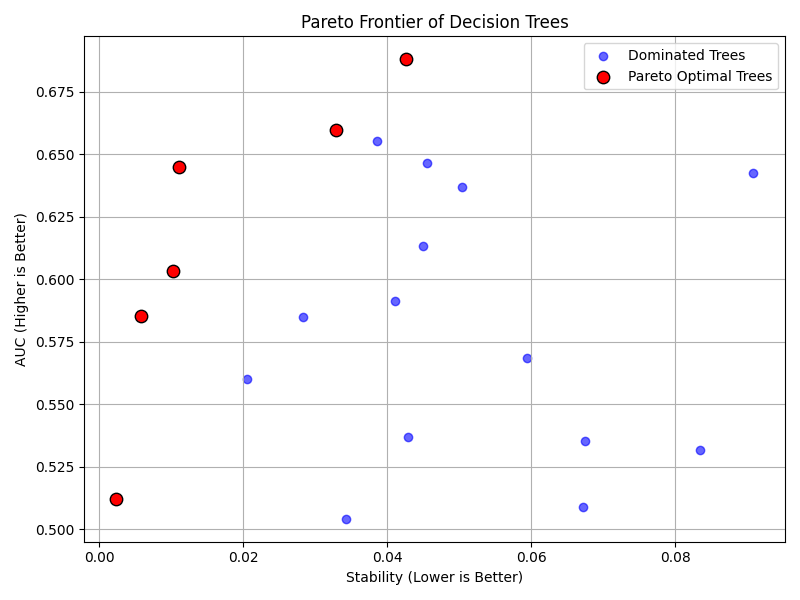 Pareto Frontier of Decision Trees
Dominated Trees
Pareto Optimal Trees
AUC (Higher is Better)
0.675
0.650
0.625
0.600
0.575
0.550
0.525
0.500
0.00 0.02 0.04 0.06 0.08
Stability (Lower is Better)